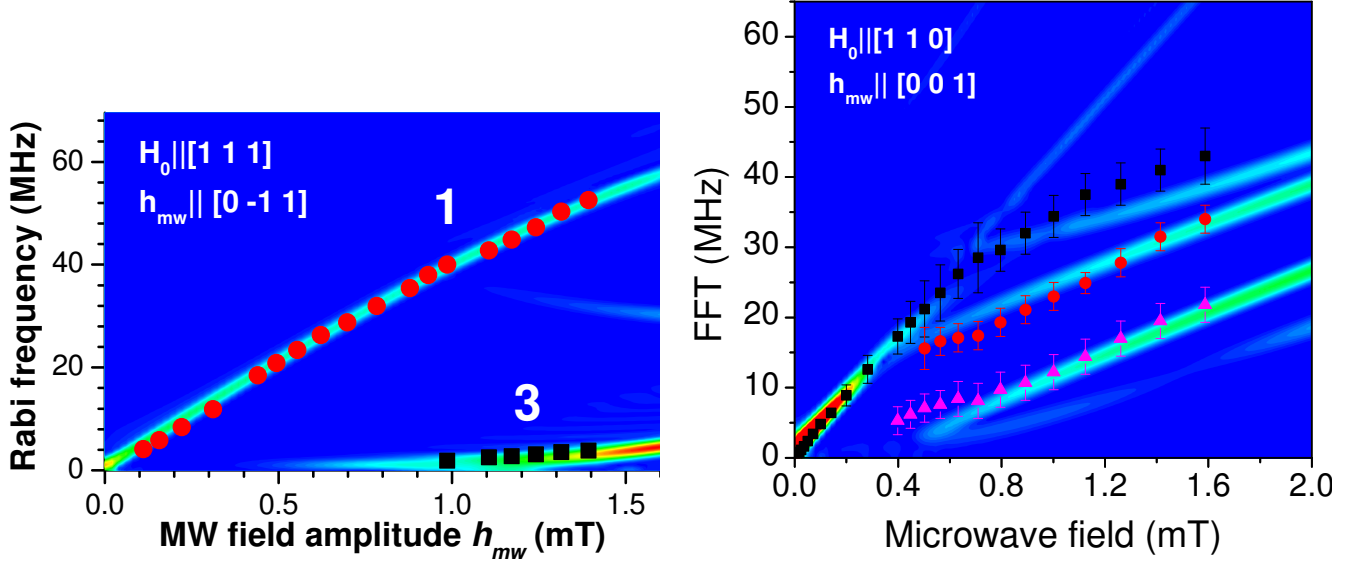 H₀||[1 1 1]
h_mw|| [0 -1 1]
1
3
Rabi frequency (MHz)
60
40
20
0
0.0 0.5 1.0 1.5
MW field amplitude h_mw (mT)
H₀||[1 1 0]
h_mw|| [0 0 1]
FFT (MHz)
60
50
40
30
20
10
0
0.0 0.4 0.8 1.2 1.6 2.0
Microwave field (mT)